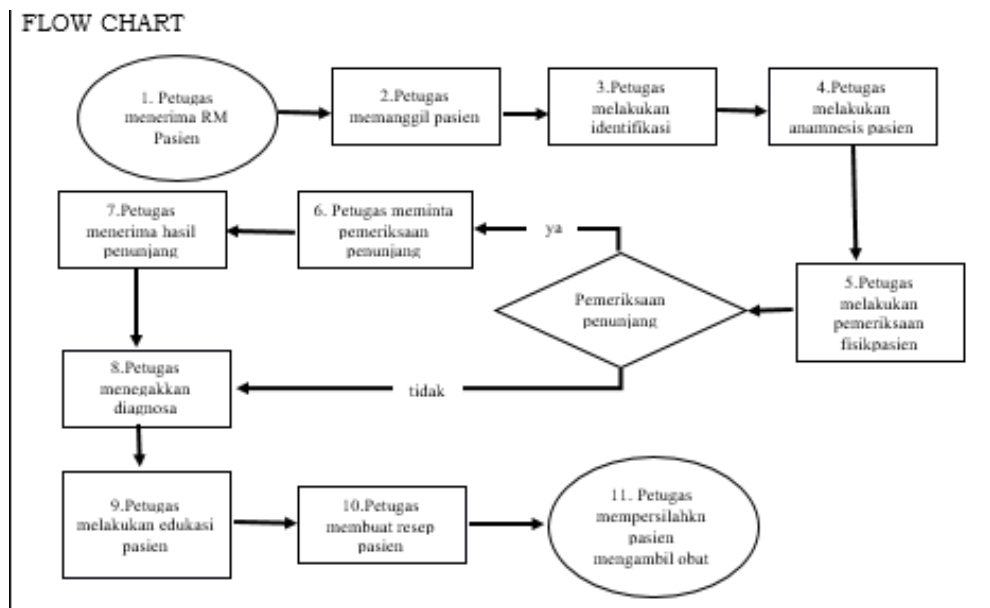 FLOW CHART
1. Petugas
menerima RM
Pasien
2.Petugas
memanggil pasien
3.Petugas
melakukan
identifikasi
4.Petugas
melakukan
anamnesis pasien
5.Petugas
melakukan
pemeriksaan
fisikpasien
Pemeriksaan
penunjang
ya
6. Petugas meminta
pemeriksaan
penunjang
7.Petugas
menerima hasil
penunjang
tidak
8.Petugas
menegakkan
diagnosa
9.Petugas
melakukan edukasi
pasien
10.Petugas
membuat resep
pasien
11. Petugas
mempersilahkn
pasien
mengambil obat